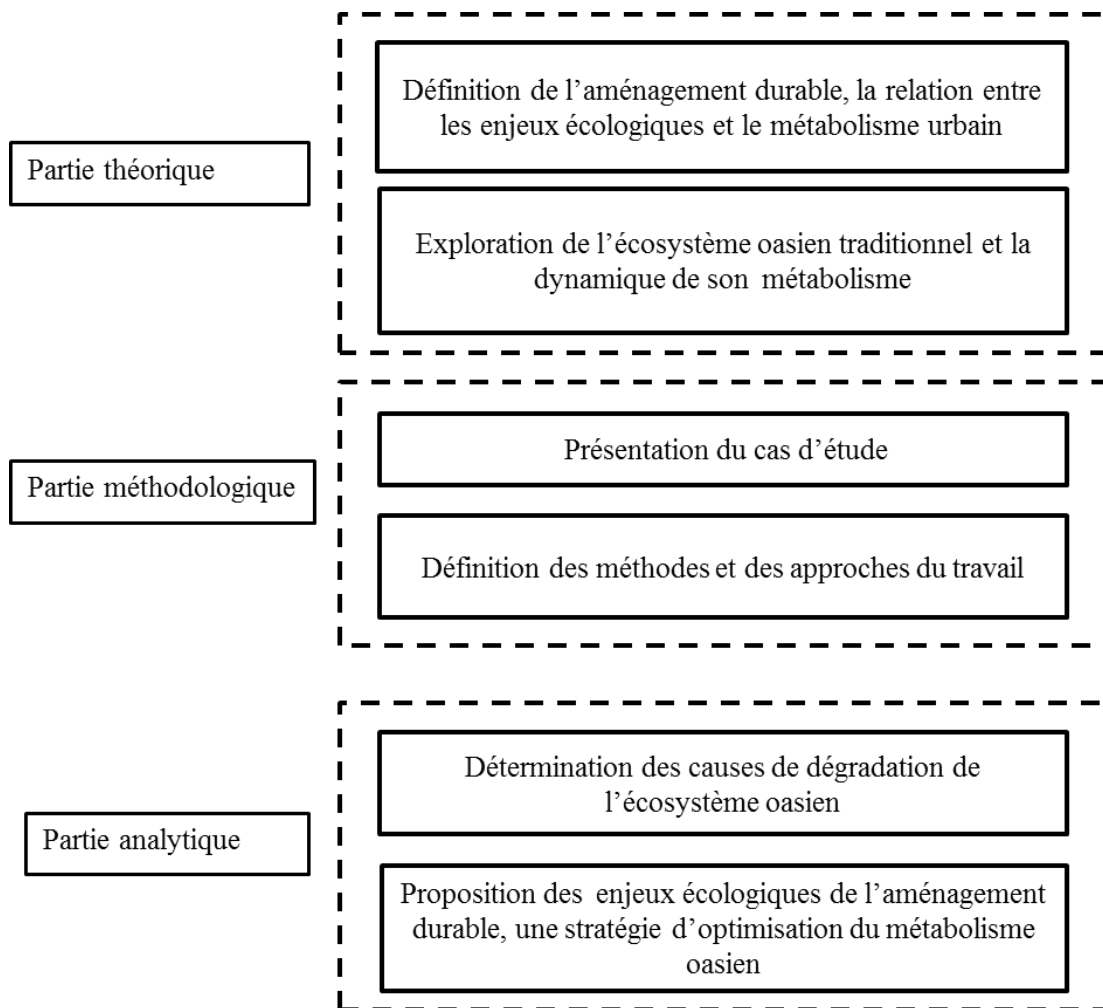 Partie théorique
Définition de l’aménagement durable, la relation entre
les enjeux écologiques et le métabolisme urbain
Exploration de l’écosystème oasien traditionnel et la
dynamique de son métabolisme
Partie méthodologique
Présentation du cas d’étude
Définition des méthodes et des approches du travail
Partie analytique
Détermination des causes de dégradation de
l’écosystème oasien
Proposition des enjeux écologiques de l’aménagement
durable, une stratégie d’optimisation du métabolisme
oasien